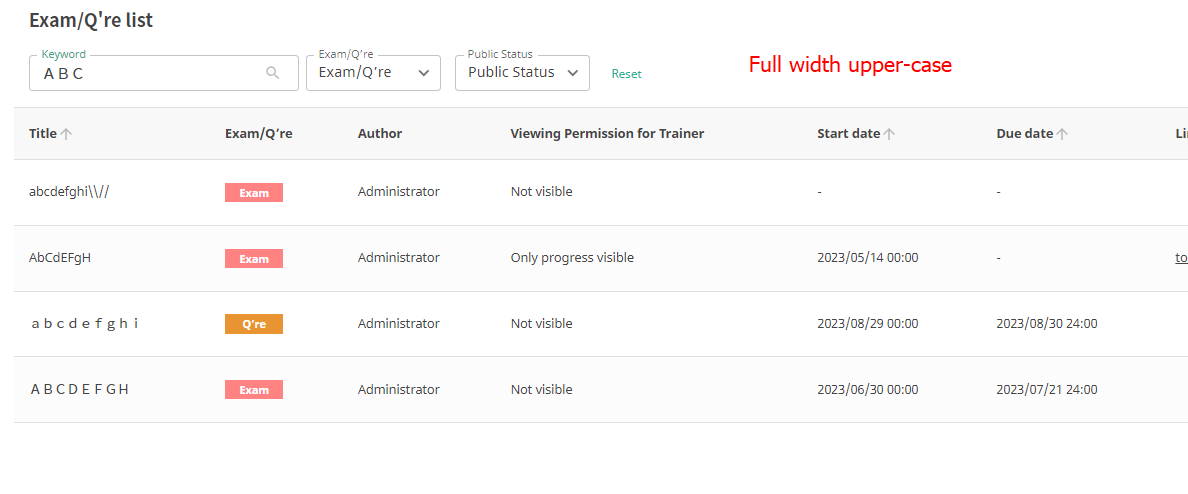 Exam/Q're list
Keyword
ＡＢＣ
Exam/Q're
Exam/Q're
Public Status
Public Status
Reset
Full width upper-case
Title Exam/Q're Author Viewing Permission for Trainer Start date Due date Li
abcdefghi\\// Exam Administrator Not visible - -
AbCdEFgH Exam Administrator Only progress visible 2023/05/14 00:00 - to
ａｂｃｄｅｆｇｈｉ Q're Administrator Not visible 2023/08/29 00:00 2023/08/30 24:00
ＡＢＣＤＥＦＧＨ Exam Administrator Not visible 2023/06/30 00:00 2023/07/21 24:00